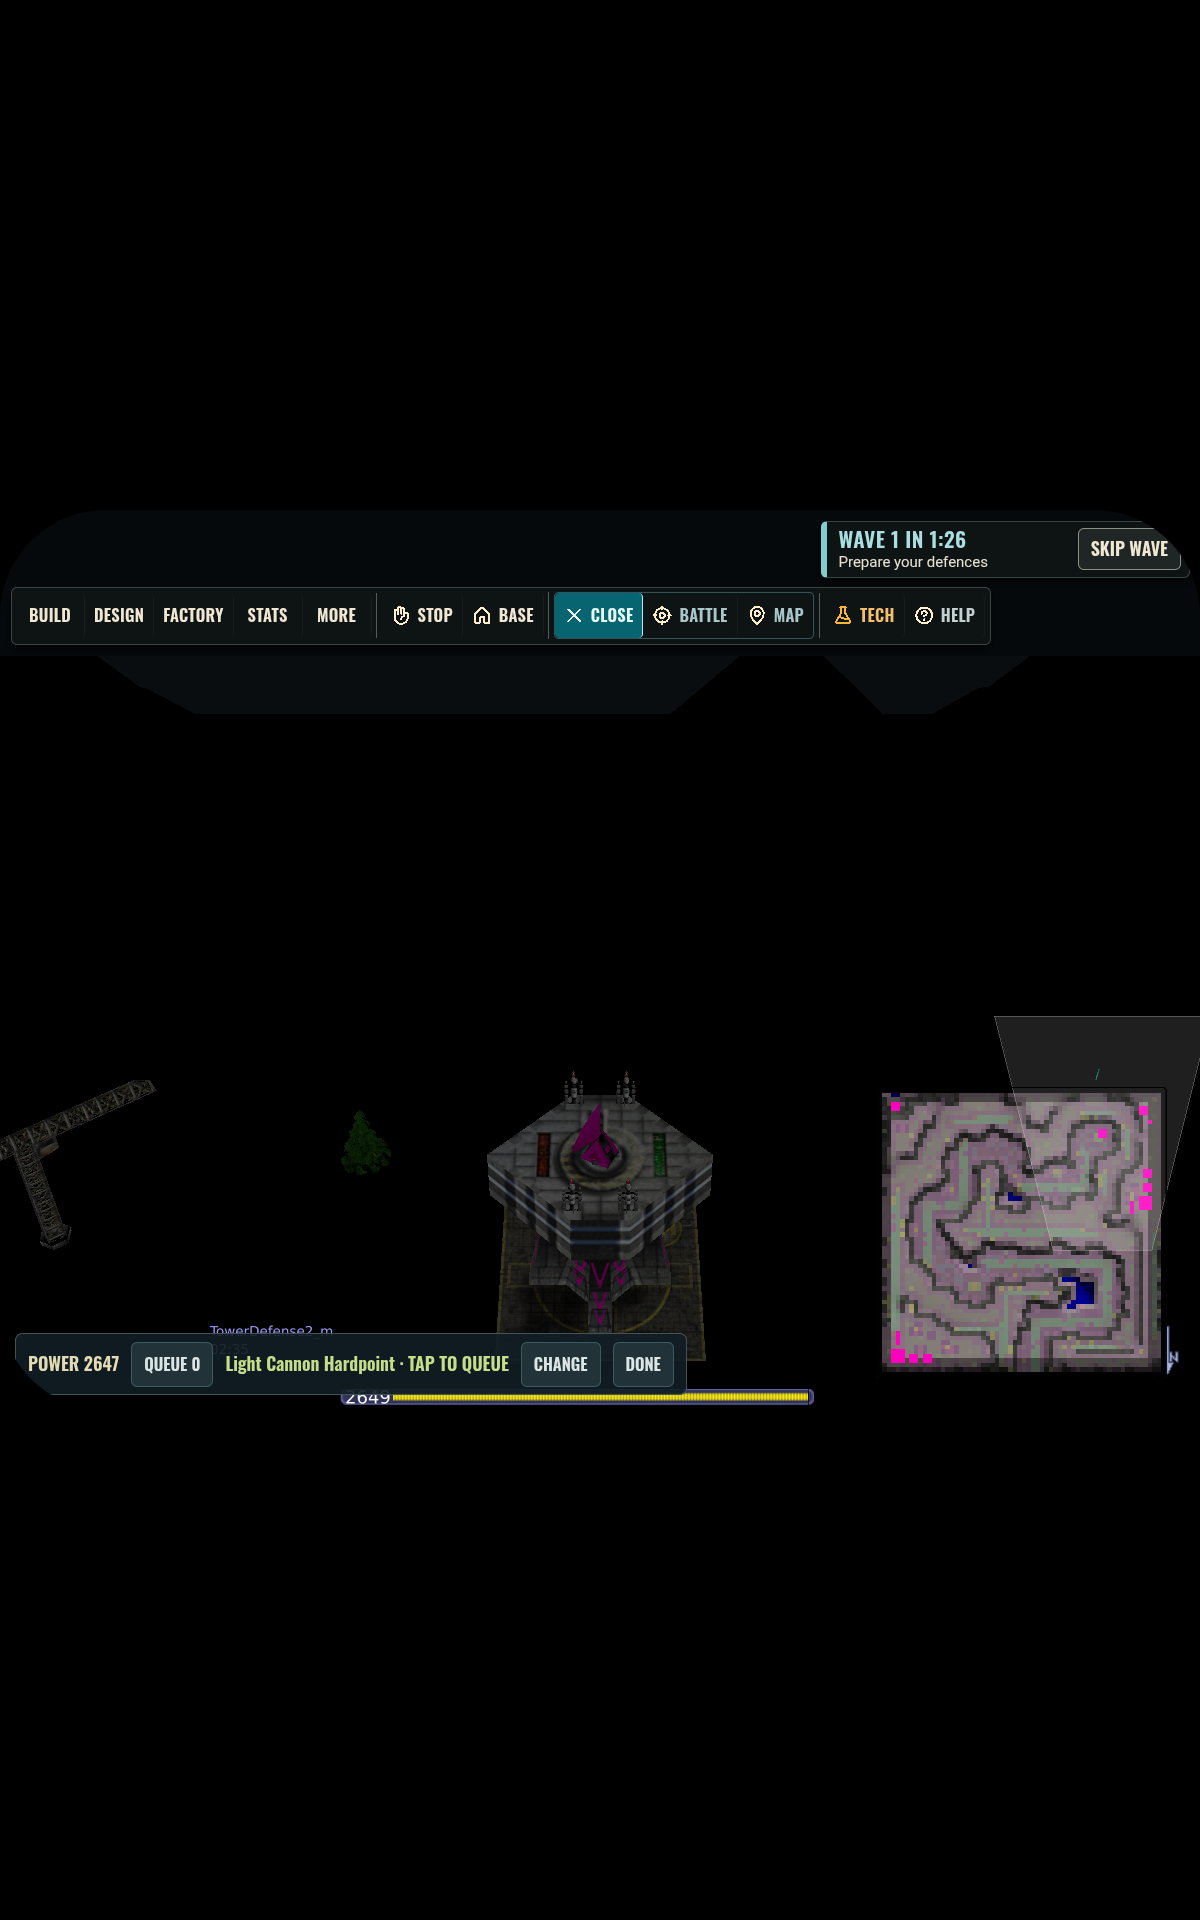 WAVE 1 IN 1:26
Prepare your defences
SKIP WAVE
BUILD DESIGN FACTORY STATS MORE STOP BASE CLOSE BATTLE MAP TECH HELP
TowerDefense2_m
POWER 2647 QUEUE 0 Light Cannon Hardpoint · TAP TO QUEUE CHANGE DONE
2649
N